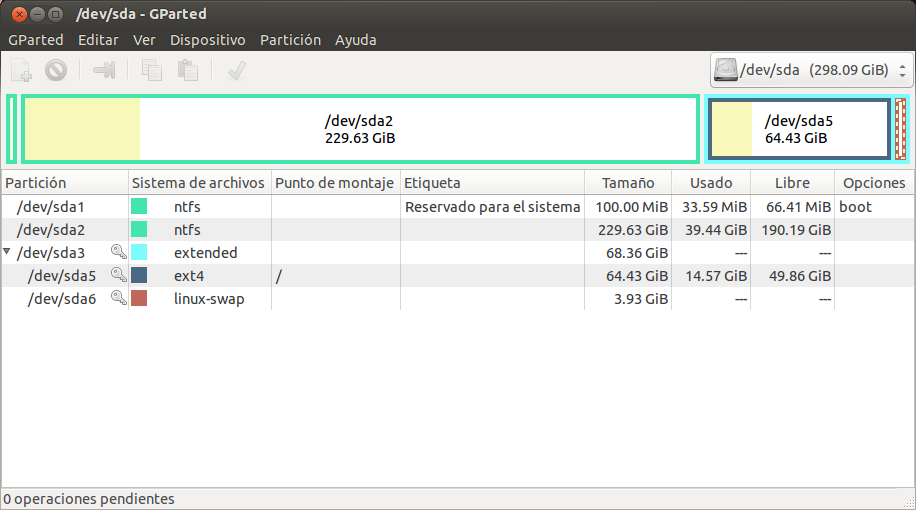 /dev/sda - GParted
GParted Editar Ver Dispositivo Partición Ayuda
/dev/sda (298.09 GiB)
/dev/sda2
229.63 GiB
/dev/sda5
64.43 GiB
Partición Sistema de archivos Punto de montaje Etiqueta Tamaño Usado Libre Opciones
/dev/sda1 ntfs Reservado para el sistema 100.00 MiB 33.59 MiB 66.41 MiB boot
/dev/sda2 ntfs 229.63 GiB 39.44 GiB 190.19 GiB
/dev/sda3 extended 68.36 GiB --- ---
/dev/sda5 ext4 / 64.43 GiB 14.57 GiB 49.86 GiB
/dev/sda6 linux-swap 3.93 GiB --- ---
0 operaciones pendientes